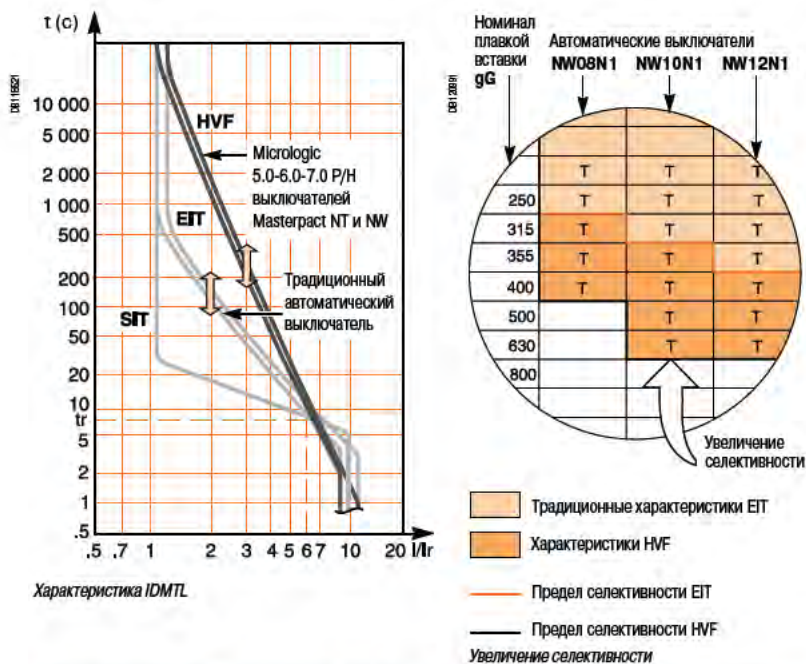 t (с)
DB116621
10 000
5 000
2 000
1 000
500
200
100
50
20
10
tr
5
2
1
.5
HVF
Micrologic
5.0-6.0-7.0 P/H
выключателей
Masterpact NT и NW
EIT
Традиционный
автоматический
выключатель
SIT
.5 .7 1 2 3 4 5 6 7 10 20 I/Ir
Характеристика IDMTL
Номинал
плавкой
вставки
gG
Автоматические выключатели
NW08N1 NW10N1 NW12N1
T T T
250 T T T
315 T T T
355 T T T
400 T T T
500 T T
630 T T
800
Увеличение
селективности
Традиционные характеристики EIT
Характеристики HVF
Предел селективности EIT
Предел селективности HVF
Увеличение селективности